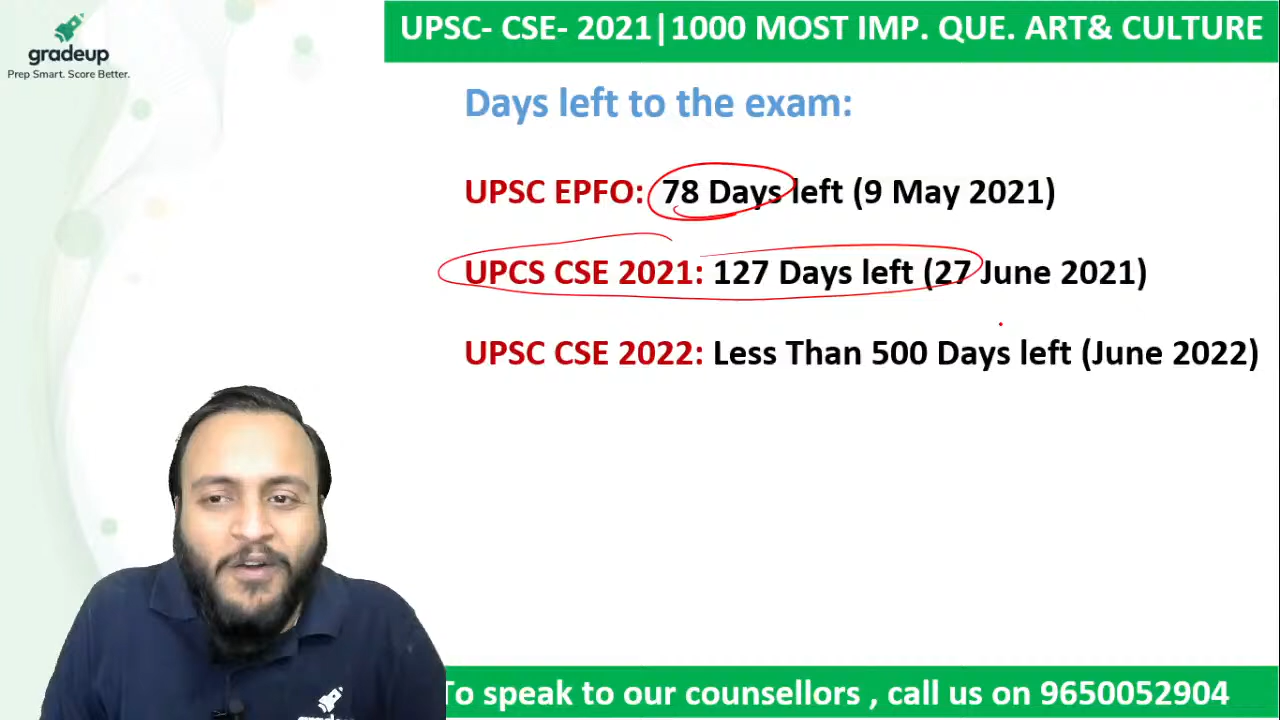 gradeup
Prep Smart. Score Better.
UPSC- CSE- 2021|1000 MOST IMP. QUE. ART& CULTURE
Days left to the exam:
UPSC EPFO: 78 Days left (9 May 2021)
UPCS CSE 2021: 127 Days left (27 June 2021)
UPSC CSE 2022: Less Than 500 Days left (June 2022)
gradeup
To speak to our counsellors , call us on 9650052904